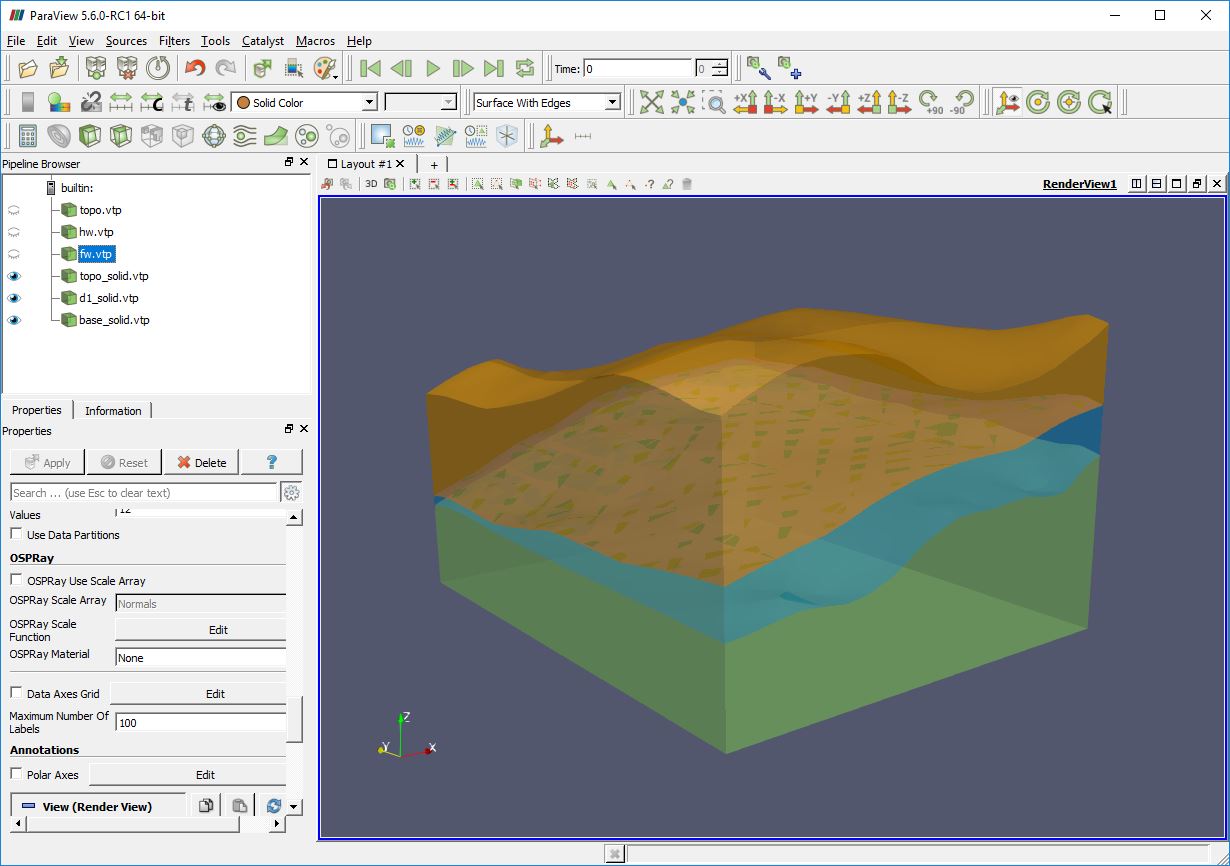 ParaView 5.6.0-RC1 64-bit
File Edit View Sources Filters Tools Catalyst Macros Help
Time: 0 0
Solid Color Surface With Edges +X -X +Y -Y +Z -Z +90 -90
Pipeline Browser
Layout #1
3D
RenderView1
builtin:
topo.vtp
hw.vtp
fw.vtp
topo_solid.vtp
d1_solid.vtp
base_solid.vtp
Properties Information
Properties
Apply Reset Delete ?
Search ... (use Esc to clear text)
Values 12
Use Data Partitions
OSPRay
OSPRay Use Scale Array
OSPRay Scale Array Normals
OSPRay Scale
Function Edit
OSPRay Material None
Data Axes Grid Edit
Maximum Number Of
Labels 100
Annotations
Polar Axes Edit
View (Render View)
Z
Y X